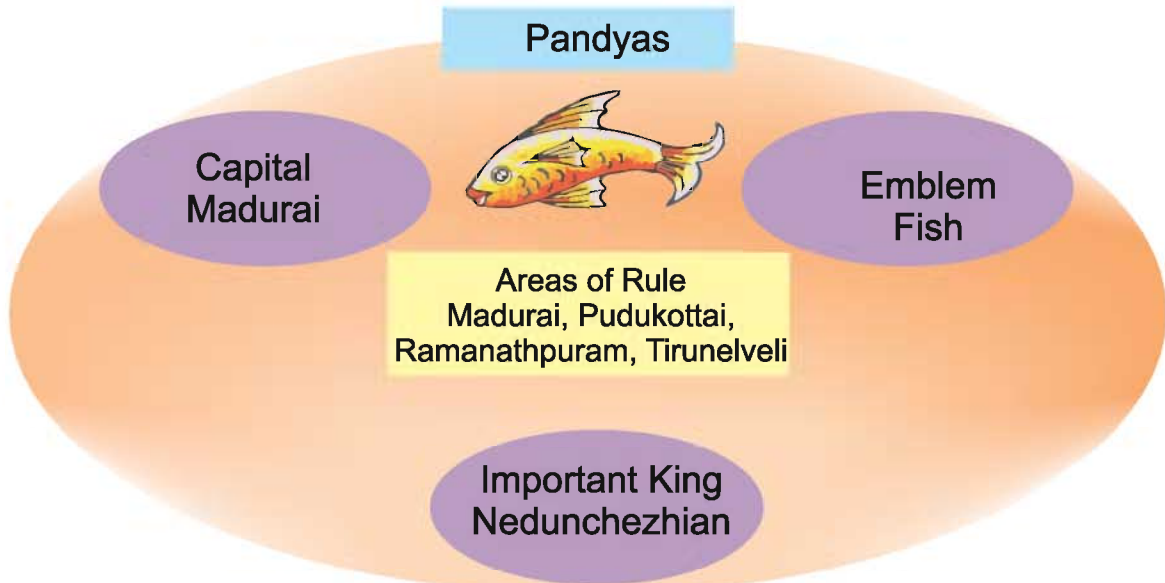 Pandyas
Capital
Madurai
Emblem
Fish
Areas of Rule
Madurai, Pudukottai,
Ramanathpuram, Tirunelveli
Important King
Nedunchezhian